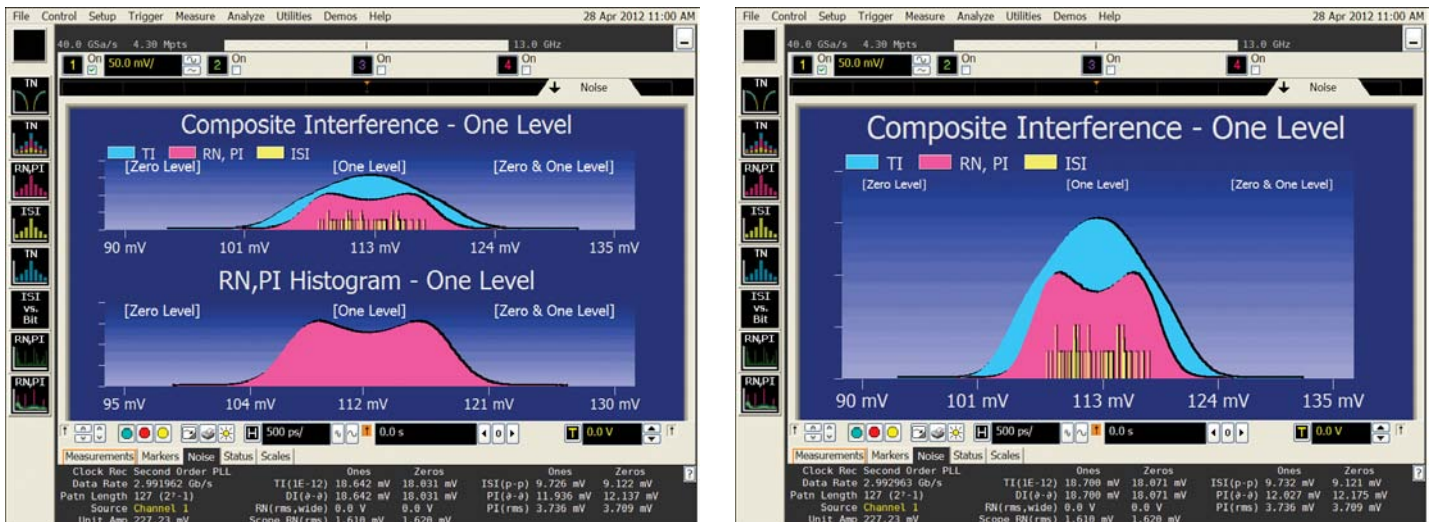 File Control Setup Trigger Measure Analyze Utilities Demos Help 28 Apr 2012 11:00 AM
40.0 GSa/s 4.30 Mpts 13.0 GHz
1 On 50.0 mV/ 2 On 3 On 4 On
Noise
TN
TN
RN,PI
ISI
TN
ISI
vs.
Bit
RN,PI
RN,PI
Composite Interference - One Level
TI RN, PI ISI
[Zero Level] [One Level] [Zero & One Level]
90 mV 101 mV 113 mV 124 mV 135 mV
RN,PI Histogram - One Level
[Zero Level] [One Level] [Zero & One Level]
95 mV 104 mV 112 mV 121 mV 130 mV
H 500 ps/ 0.0 s 0 T 0.0 V
Measurements Markers Noise Status Scales
Clock Rec Second Order PLL Ones Zeros Ones Zeros
Data Rate 2.991962 Gb/s TI(1E-12) 18.642 mV 18.031 mV ISI(p-p) 9.726 mV 9.122 mV
Patn Length 127 (2⁷-1) DI(∂-∂) 18.642 mV 18.031 mV PI(∂-∂) 11.936 mV 12.137 mV
Source Channel 1 RN(rms,wide) 0.0 V 0.0 V PI(rms) 3.736 mV 3.709 mV
Unit Amp 227.23 mV Scope RN(rms) 1.610 mV 1.620 mV
File Control Setup Trigger Measure Analyze Utilities Demos Help 28 Apr 2012 11:00 AM
40.0 GSa/s 4.30 Mpts 13.0 GHz
1 On 50.0 mV/ 2 On 3 On 4 On
Noise
TN
TN
RN,PI
ISI
TN
ISI
vs.
Bit
RN,PI
RN,PI
Composite Interference - One Level
TI RN, PI ISI
[Zero Level] [One Level] [Zero & One Level]
90 mV 101 mV 113 mV 124 mV 135 mV
H 500 ps/ 0.0 s 0 T 0.0 V
Measurements Markers Noise Status Scales
Clock Rec Second Order PLL Ones Zeros Ones Zeros
Data Rate 2.992963 Gb/s TI(1E-12) 18.700 mV 18.071 mV ISI(p-p) 9.732 mV 9.121 mV
Patn Length 127 (2⁷-1) DI(∂-∂) 18.700 mV 18.071 mV PI(∂-∂) 12.027 mV 12.175 mV
Source Channel 1 RN(rms,wide) 0.0 V 0.0 V PI(rms) 3.736 mV 3.709 mV
Unit Amp 227.23 mV Scope RN(rms) 1.610 mV 1.620 mV